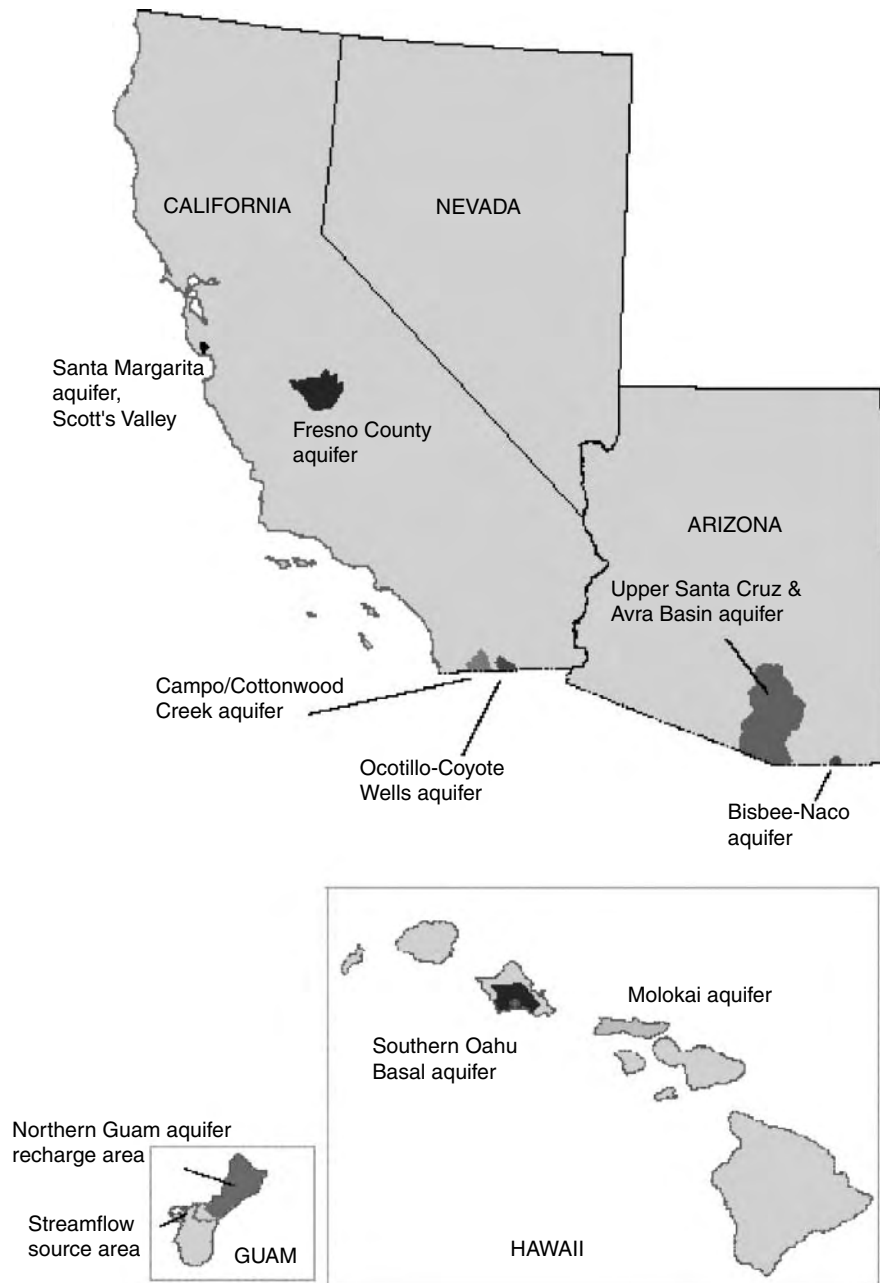 CALIFORNIA
NEVADA
Santa Margarita
aquifer,
Scott's Valley
Fresno County
aquifer
ARIZONA
Upper Santa Cruz &
Avra Basin aquifer
Campo/Cottonwood
Creek aquifer
Ocotillo-Coyote
Wells aquifer
Bisbee-Naco
aquifer
Molokai aquifer
Southern Oahu
Basal aquifer
Northern Guam aquifer
recharge area
Streamflow
source area
GUAM
HAWAII